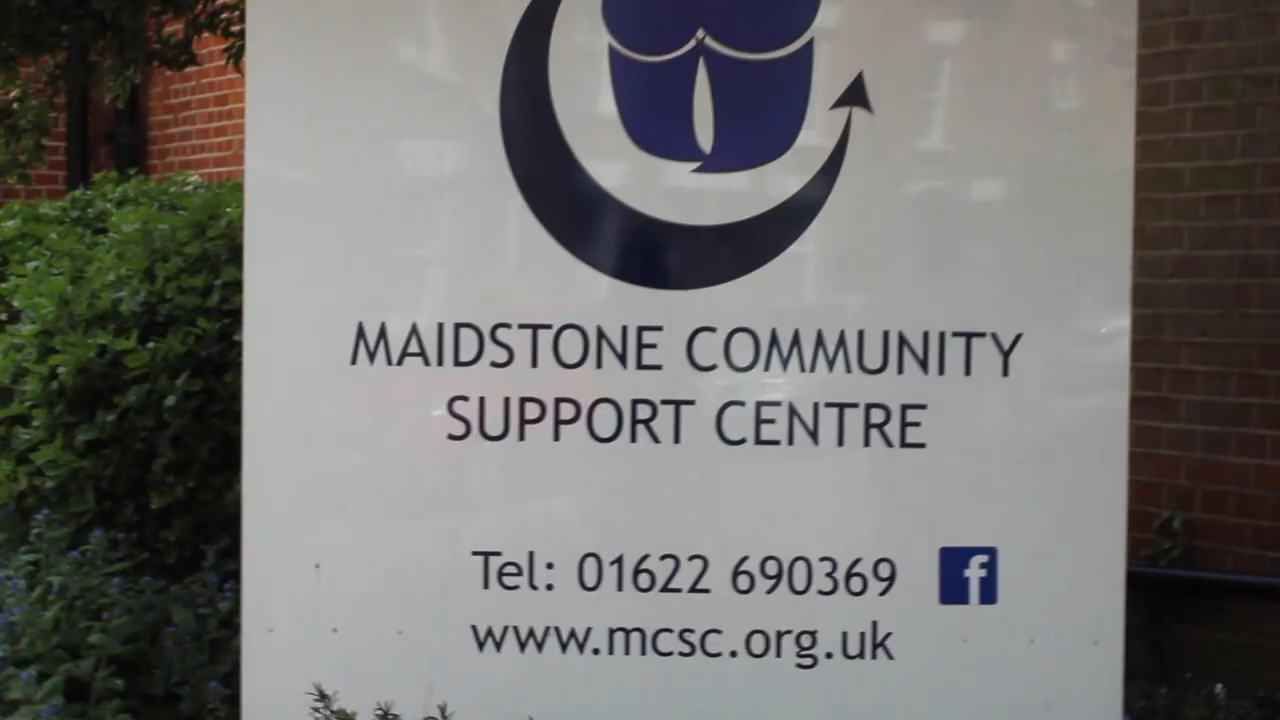 MAIDSTONE COMMUNITY
SUPPORT CENTRE
Tel: 01622 690369 f
www.mcsc.org.uk